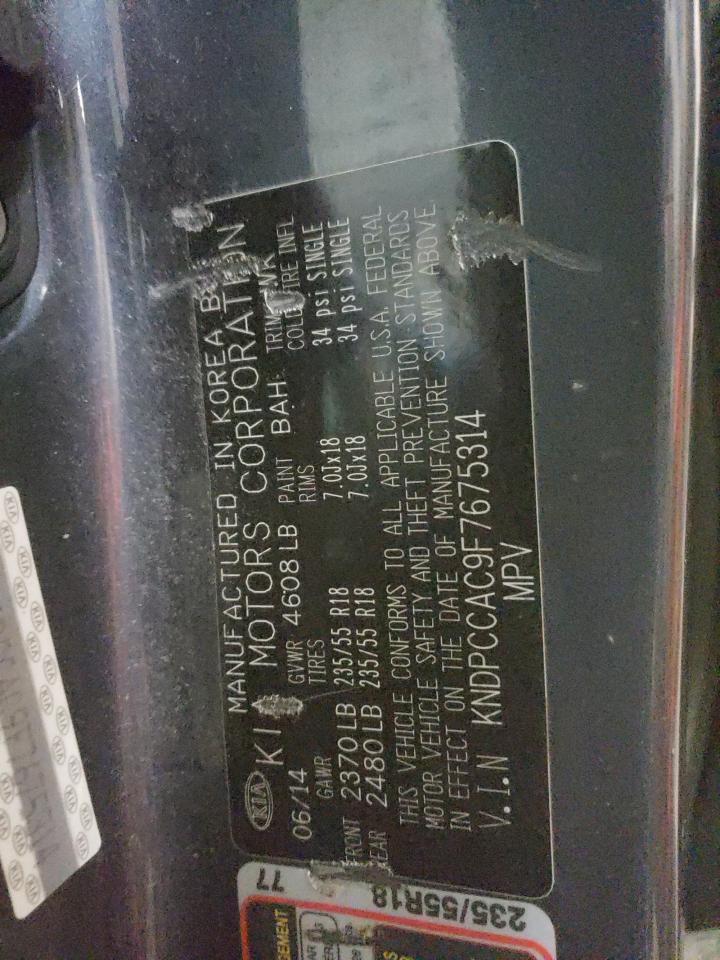 MANUFACTURED IN KOREA
KIA MOTORS CORPORATION
06/14 GVWR 4608 LB PAINT BAH TRIM WK
GAWR TIRES RIMS COLD TIRE INFL
FRONT 2370 LB 235/55 R18 7.0Jx18 34 psi SINGLE
REAR 2480 LB 235/55 R18 7.0Jx18 34 psi SINGLE
THIS VEHICLE CONFORMS TO ALL APPLICABLE U.S.A. FEDERAL
MOTOR VEHICLE SAFETY AND THEFT PREVENTION STANDARDS
IN EFFECT ON THE DATE OF MANUFACTURE SHOWN ABOVE.
V.I.N KNDPCCAC9F7675314
MPV
77
235/55R18